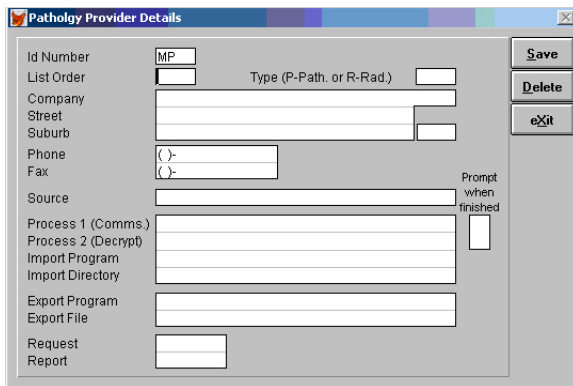 Patholgy Provider Details
Id Number MP
List Order Type (P-Path. or R-Rad.)
Company
Street
Suburb
Phone ( )-
Fax ( )-
Source
Prompt
when
finished
Process 1 (Comms.)
Process 2 (Decrypt)
Import Program
Import Directory
Export Program
Export File
Request
Report
Save
Delete
eXit